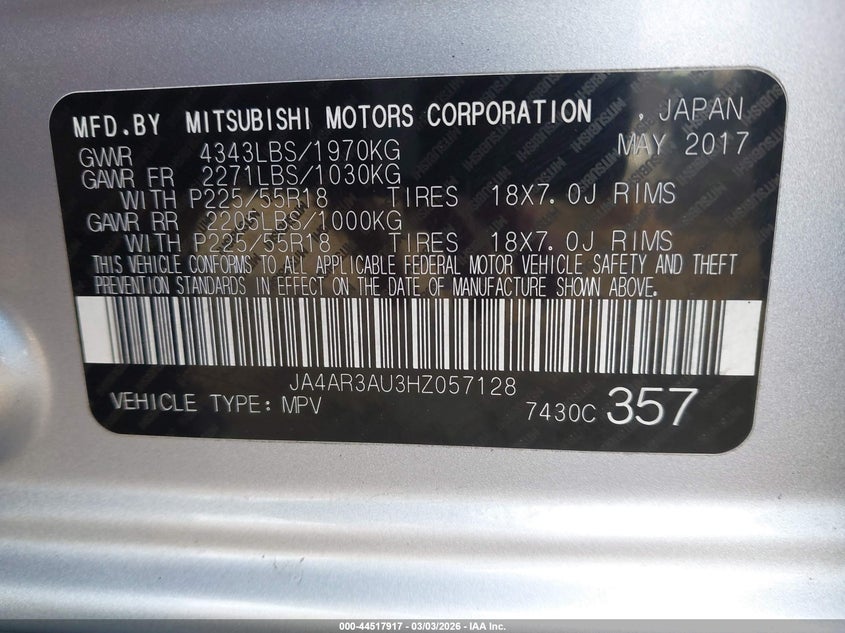 MFD.BY MITSUBISHI MOTORS CORPORATION , JAPAN
GVWR 4343LBS/1970KG MAY 2017
GAWR FR 2271LBS/1030KG
WITH P225/55R18 TIRES 18X7.0J RIMS
GAWR RR 2205LBS/1000KG
WITH P225/55R18 TIRES 18X7.0J RIMS
THIS VEHICLE CONFORMS TO ALL APPLICABLE FEDERAL MOTOR VEHICLE SAFETY AND THEFT
PREVENTION STANDARDS IN EFFECT ON THE DATE OF MANUFACTURE SHOWN ABOVE.
JA4AR3AU3HZ057128
VEHICLE TYPE: MPV 7430C 357
000-44517917 - 03/03/2026 - IAA Inc.